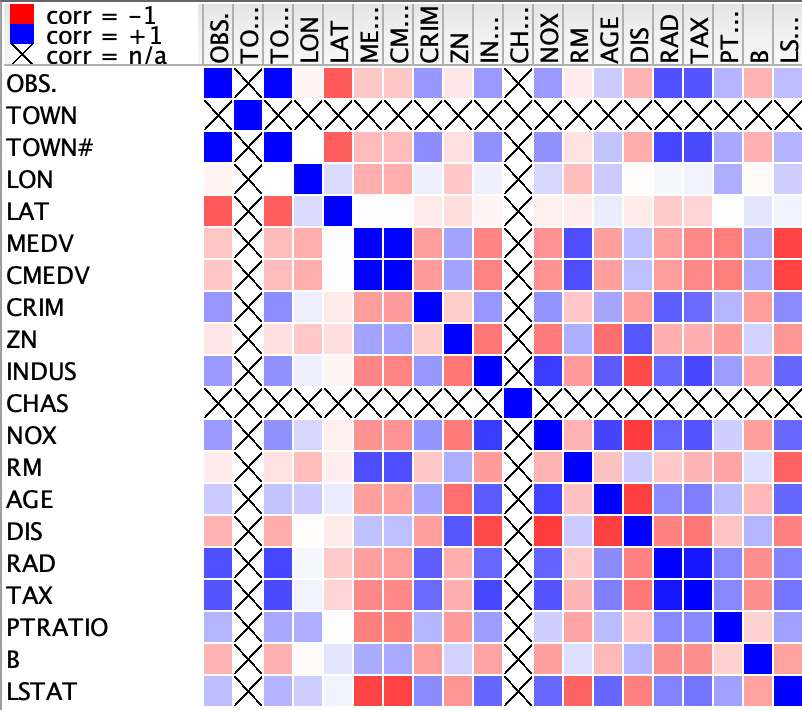 corr = -1
corr = +1
corr = n/a
OBS. TO... TO... LON LAT ME... CM... CRIM ZN IN... CH... NOX RM AGE DIS RAD TAX PT... B LS...
OBS.
TOWN
TOWN#
LON
LAT
MEDV
CMEDV
CRIM
ZN
INDUS
CHAS
NOX
RM
AGE
DIS
RAD
TAX
PTRATIO
B
LSTAT